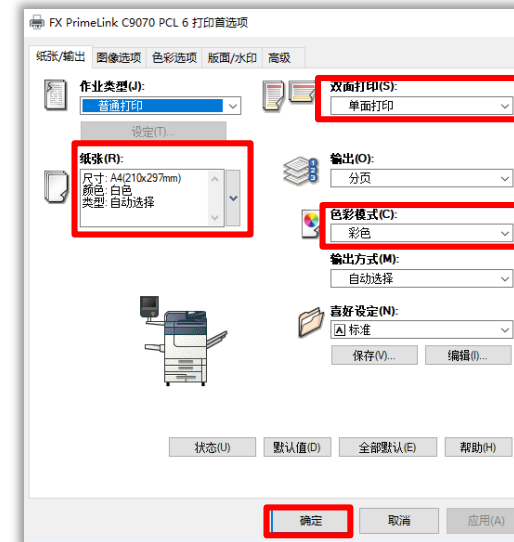 FX PrimeLink C9070 PCL 6 打印首选项
纸张/输出 图像选项 色彩选项 版面/水印 高级
作业类型(J):
普通打印
设定(T)...
纸张(R):
尺寸: A4(210x297mm)
颜色: 白色
类型: 自动选择
双面打印(S):
单面打印
输出(O):
分页
色彩模式(C):
彩色
输出方式(M):
自动选择
喜好设定(N):
A 标准
保存(V)... 编辑(I)...
状态(U) 默认值(D) 全部默认(E) 帮助(H)
确定 取消 应用(A)